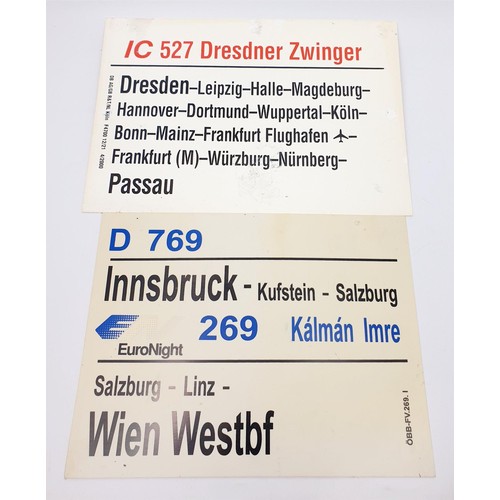 IC 527 Dresdner Zwinger
Dresden–Leipzig–Halle–Magdeburg–
Hannover–Dortmund–Wuppertal–Köln–
Bonn–Mainz–Frankfurt Flughafen ✈–
Frankfurt (M)–Würzburg–Nürnberg–
Passau
D 769
Innsbruck - Kufstein - Salzburg
269 Kálmán Imre
EuroNight
Salzburg - Linz -
Wien Westbf
ÖBB-FV.269. I